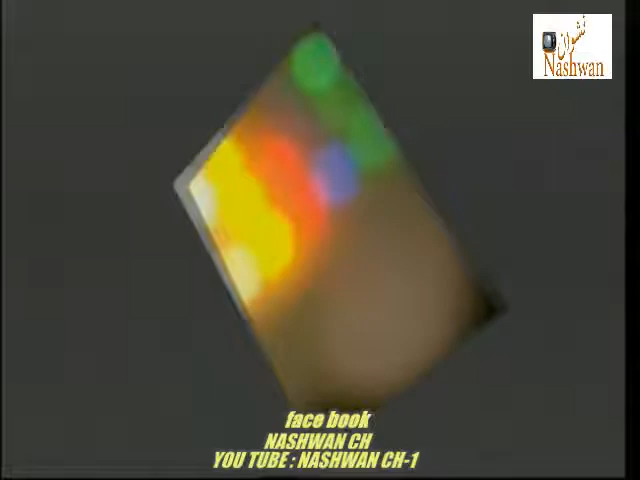 نشوان
Nashwan
face book
NASHWAN CH
YOU TUBE : NASHWAN CH-1